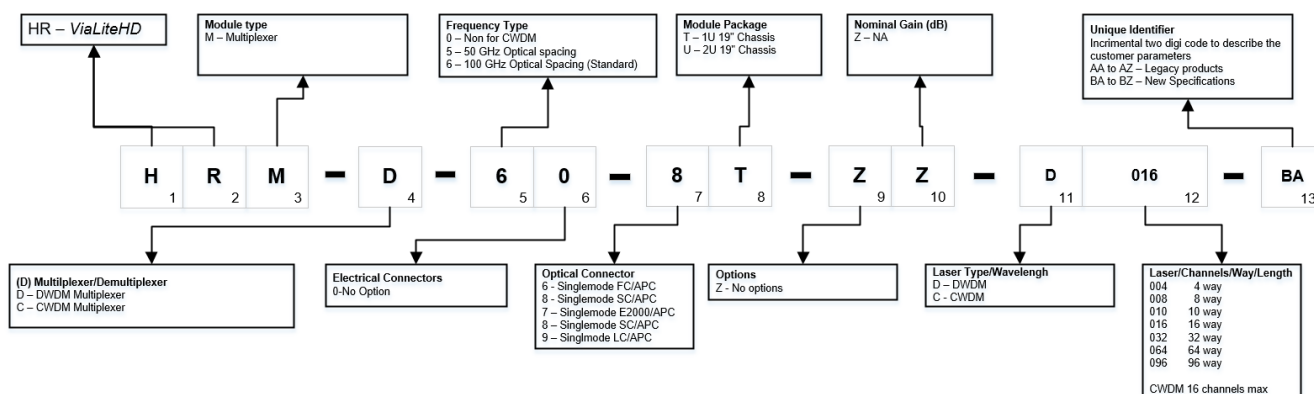 HR – ViaLiteHD
Module type
M – Multiplexer
Frequency Type
0 – Non for CWDM
5 – 50 GHz Optical spacing
6 – 100 GHz Optical Spacing (Standard)
Module Package
T – 1U 19" Chassis
U – 2U 19" Chassis
Nominal Gain (dB)
Z – NA
Unique Identifier
Incrimental two digi code to describe the
customer parameters
AA to AZ – Legacy products
BA to BZ – New Specifications
H R M – D – 6 0 – 8 T – Z Z – D 016 – BA
1 2 3 4 5 6 7 8 9 10 11 12 13
(D) Multilplexer/Demultiplexer
D – DWDM Multiplexer
C – CWDM Multiplexer
Electrical Connectors
0-No Option
Optical Connector
6 - Singlemode FC/APC
8 - Singlemode SC/APC
7 – Singlemode E2000/APC
8 – Singlemode SC/APC
9 – Singlmode LC/APC
Options
Z - No options
Laser Type/Wavelengh
D – DWDM
C - CWDM
Laser/Channels/Way/Length
004 4 way
008 8 way
010 10 way
016 16 way
032 32 way
064 64 way
096 96 way
CWDM 16 channels max